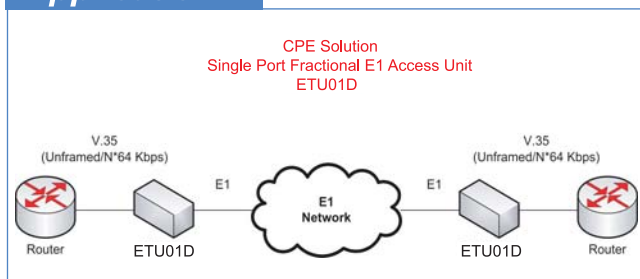 CPE Solution
Single Port Fractional E1 Access Unit
ETU01D
V.35
(Unframed/N*64 Kbps)
V.35
(Unframed/N*64 Kbps)
E1
E1
Network
E1
Router
ETU01D
ETU01D
Router